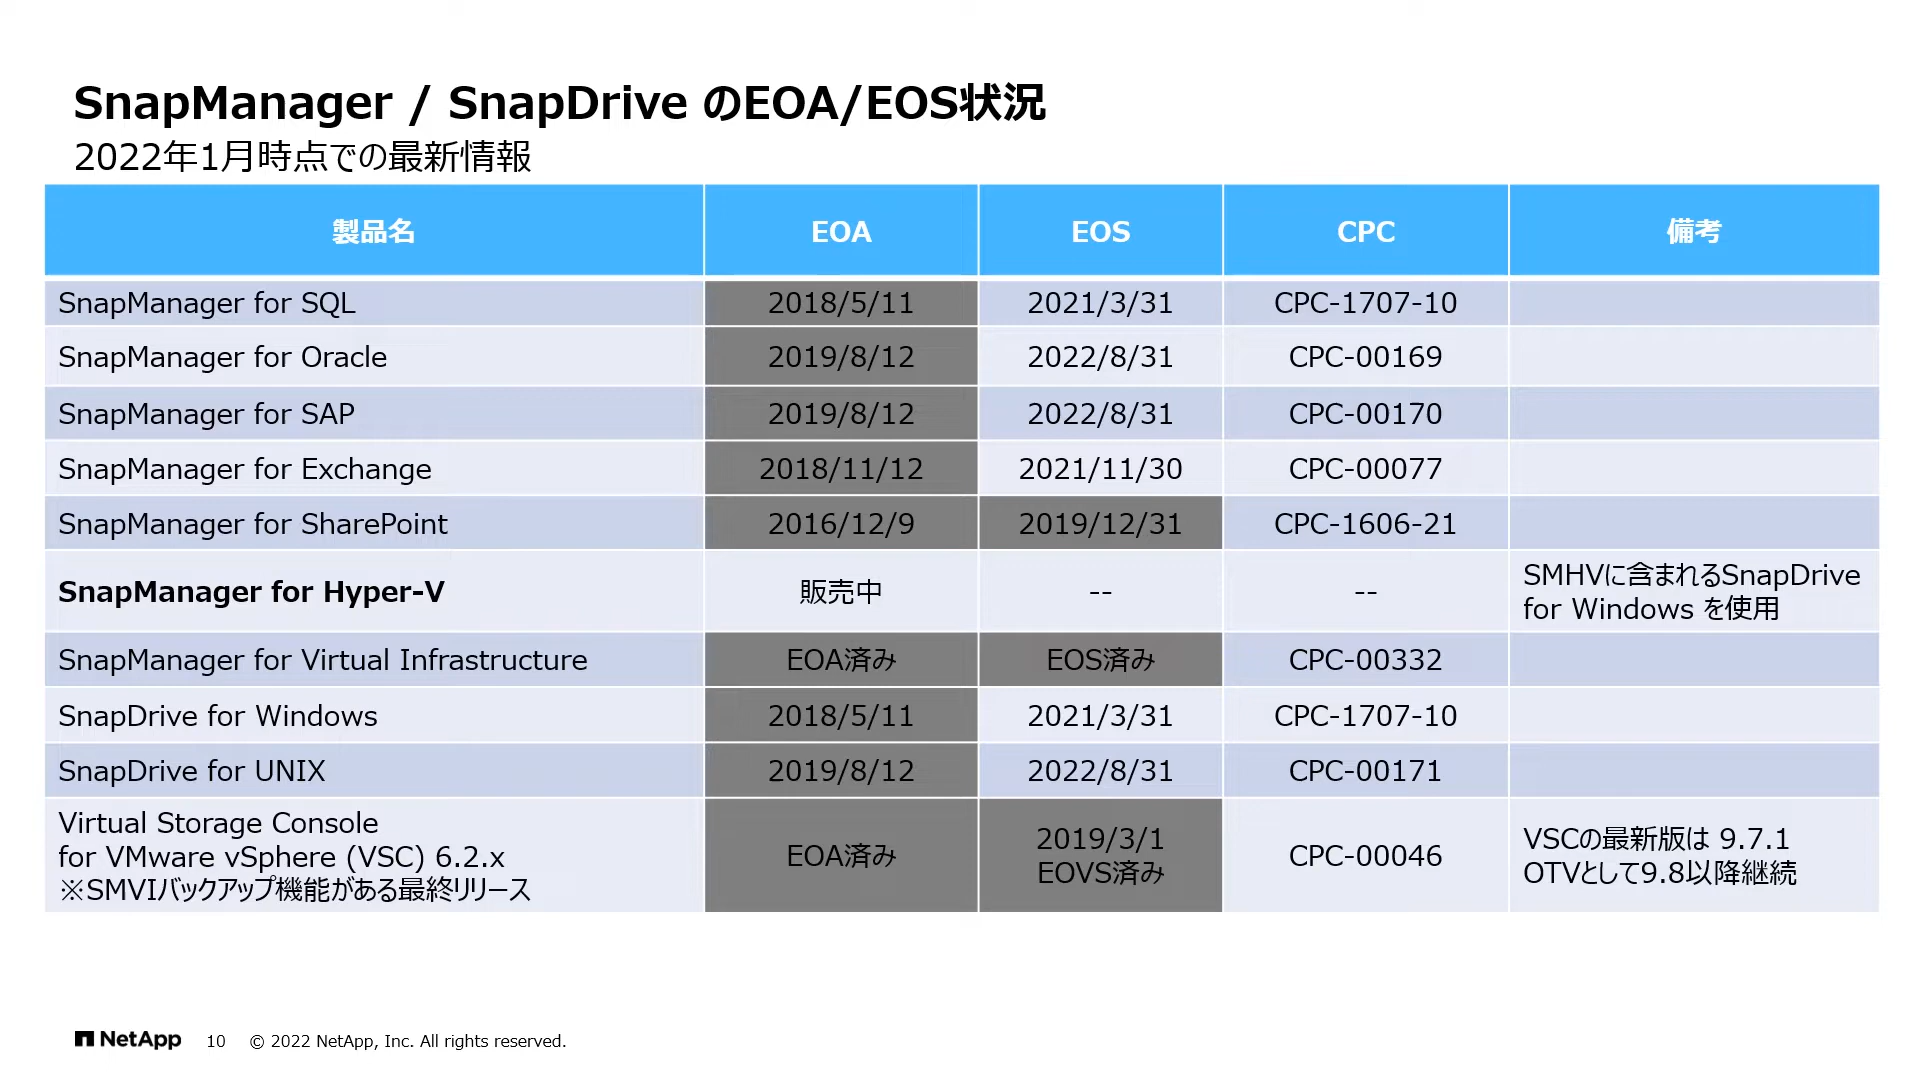 SnapManager / SnapDrive のEOA/EOS状況
2022年1月時点での最新情報
製品名 EOA EOS CPC 備考
SnapManager for SQL 2018/5/11 2021/3/31 CPC-1707-10
SnapManager for Oracle 2019/8/12 2022/8/31 CPC-00169
SnapManager for SAP 2019/8/12 2022/8/31 CPC-00170
SnapManager for Exchange 2018/11/12 2021/11/30 CPC-00077
SnapManager for SharePoint 2016/12/9 2019/12/31 CPC-1606-21
SnapManager for Hyper-V 販売中 -- -- SMHVに含まれるSnapDrive
for Windows を使用
SnapManager for Virtual Infrastructure EOA済み EOS済み CPC-00332
SnapDrive for Windows 2018/5/11 2021/3/31 CPC-1707-10
SnapDrive for UNIX 2019/8/12 2022/8/31 CPC-00171
Virtual Storage Console
for VMware vSphere (VSC) 6.2.x
※SMVIバックアップ機能がある最終リリース
EOA済み
2019/3/1
EOVS済み
CPC-00046
VSCの最新版は 9.7.1
OTVとして9.8以降継続
NetApp 10 © 2022 NetApp, Inc. All rights reserved.